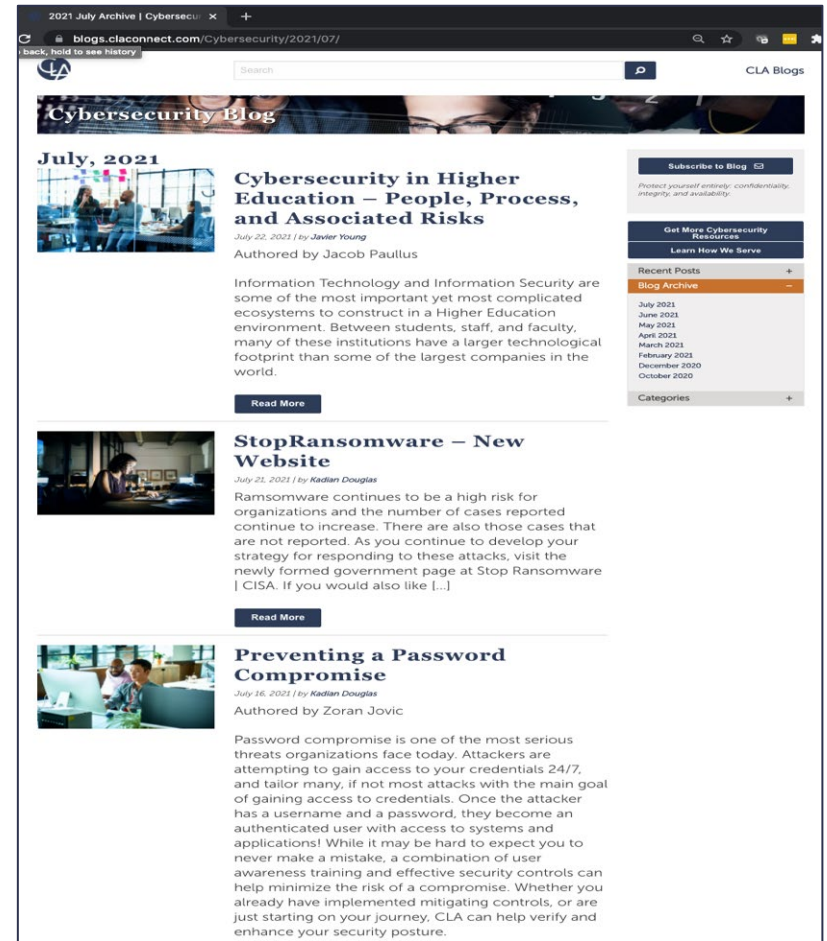 2021 July Archive | Cybersecur
blogs.claconnect.com/Cybersecurity/2021/07/
back, hold to see history
CLA
Search
CLA Blogs
Cybersecurity Blog
July, 2021
Cybersecurity in Higher
Education – People, Process,
and Associated Risks
July 22, 2021 | by Javier Young
Authored by Jacob Paullus
Information Technology and Information Security are
some of the most important yet most complicated
ecosystems to construct in a Higher Education
environment. Between students, staff, and faculty,
many of these institutions have a larger technological
footprint than some of the largest companies in the
world.
Read More
StopRansomware – New
Website
July 21, 2021 | by Kadian Douglas
Ramsomware continues to be a high risk for
organizations and the number of cases reported
continue to increase. There are also those cases that
are not reported. As you continue to develop your
strategy for responding to these attacks, visit the
newly formed government page at Stop Ransomware
| CISA. If you would also like [...]
Read More
Preventing a Password
Compromise
July 16, 2021 | by Kadian Douglas
Authored by Zoran Jovic
Password compromise is one of the most serious
threats organizations face today. Attackers are
attempting to gain access to your credentials 24/7,
and tailor many, if not most attacks with the main goal
of gaining access to credentials. Once the attacker
has a username and a password, they become an
authenticated user with access to systems and
applications! While it may be hard to expect you to
never make a mistake, a combination of user
awareness training and effective security controls can
help minimize the risk of a compromise. Whether you
already have implemented mitigating controls, or are
just starting on your journey, CLA can help verify and
enhance your security posture.
Subscribe to Blog
Protect yourself entirely: confidentiality,
integrity, and availability.
Get More Cybersecurity
Resources
Learn How We Serve
Recent Posts +
Blog Archive –
July 2021
June 2021
May 2021
April 2021
March 2021
February 2021
December 2020
October 2020
Categories +